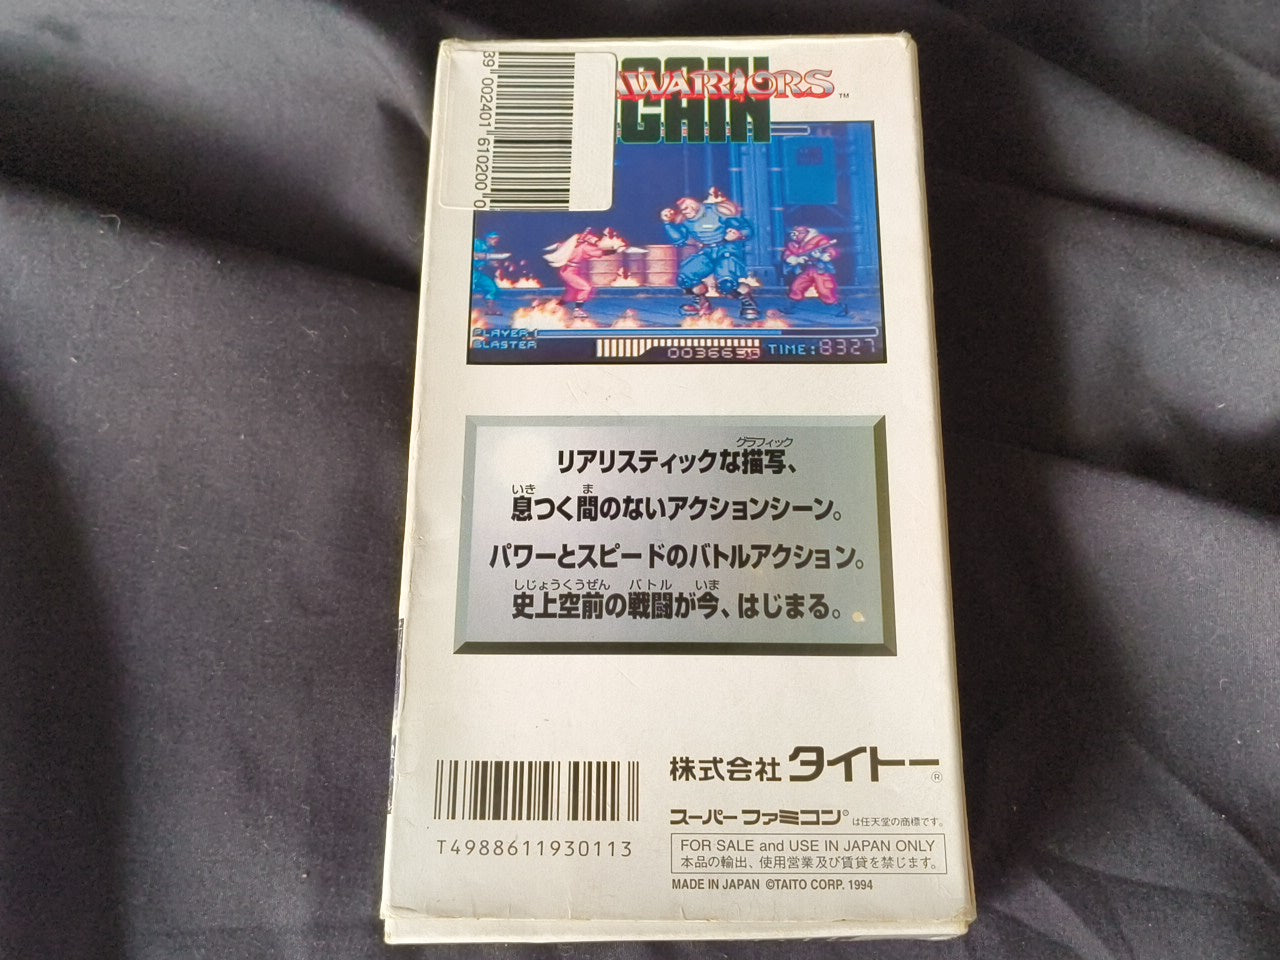 39 002401 610200 0
WARRIORS™
GAIN
PLAYER 1
BLASTER
TIME:8327
グラフィック
リアリスティックな描写、
いき ま
息つく間のないアクションシーン。
パワーとスピードのバトルアクション。
しじょうくうぜん バトル いま
史上空前の戦闘が今、はじまる。
株式会社 タイトー®
スーパーファミコン®は任天堂の商標です。
T4988611930113
FOR SALE and USE IN JAPAN ONLY
本品の輸出、使用営業及び賃貸を禁じます。
MADE IN JAPAN ©TAITO CORP. 1994